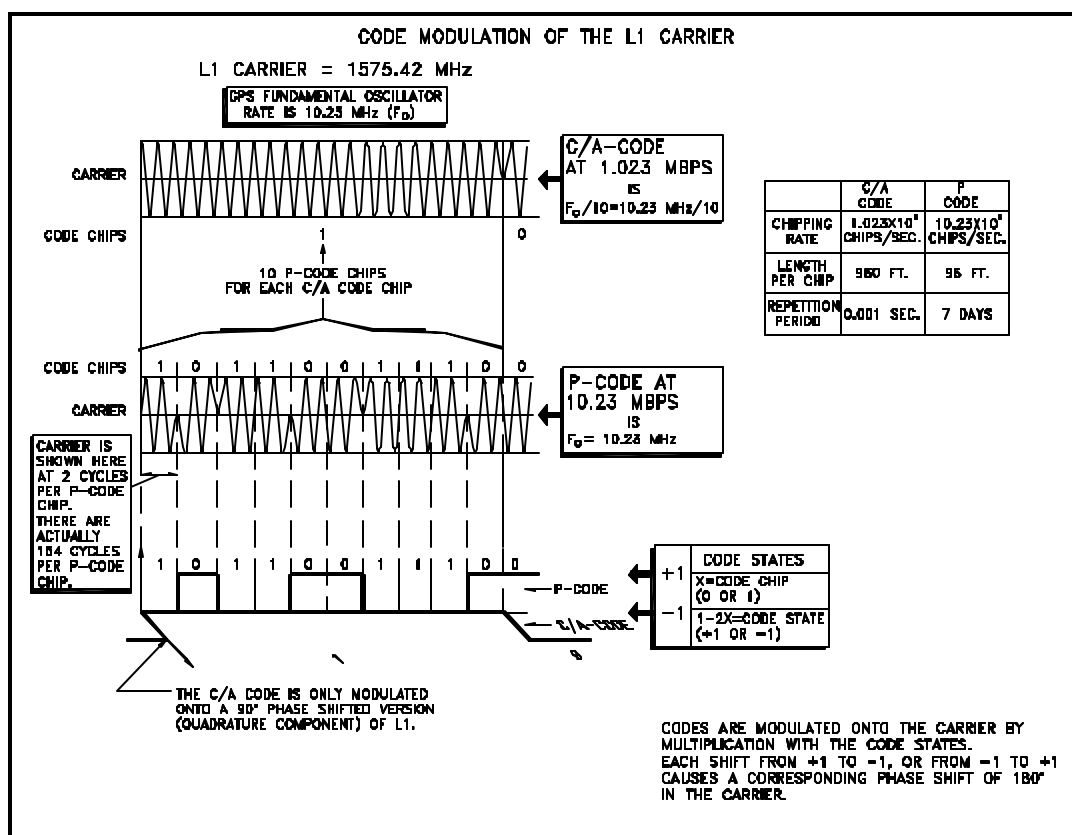 CODE MODULATION OF THE L1 CARRIER
L1 CARRIER = 1575.42 MHz
GPS FUNDAMENTAL OSCILLATOR
RATE IS 10.23 MHz (F₀)
CARRIER
C/A-CODE
AT 1.023 MBPS
IS
F₀/10=10.23 MHz/10
CODE CHIPS
1 0
10 P-CODE CHIPS
FOR EACH C/A CODE CHIP
C/A CODE
P CODE
CHIPPING RATE
1.023X10⁶ CHIPS/SEC.
10.23X10⁶ CHIPS/SEC.
LENGTH PER CHIP
960 FT.
96 FT.
REPETITION PERIOD
0.001 SEC.
7 DAYS
CODE CHIPS
1 0 1 1 0 0 1 1 1 0 0
CARRIER
P-CODE AT
10.23 MBPS
IS
F₀= 10.23 MHz
CARRIER IS
SHOWN HERE
AT 2 CYCLES
PER P-CODE
CHIP.
THERE ARE
ACTUALLY
154 CYCLES
PER P-CODE
CHIP.
1 0 1 1 0 0 1 1 1 0 0
P-CODE
C/A-CODE
+1
-1
CODE STATES
X=CODE CHIP
(0 OR 1)
1-2X=CODE STATE
(+1 OR -1)
1
0
THE C/A CODE IS ONLY MODULATED
ONTO A 90° PHASE SHIFTED VERSION
(QUADRATURE COMPONENT) OF L1.
CODES ARE MODULATED ONTO THE CARRIER BY
MULTIPLICATION WITH THE CODE STATES.
EACH SHIFT FROM +1 TO -1, OR FROM -1 TO +1
CAUSES A CORRESPONDING PHASE SHIFT OF 180°
IN THE CARRIER.